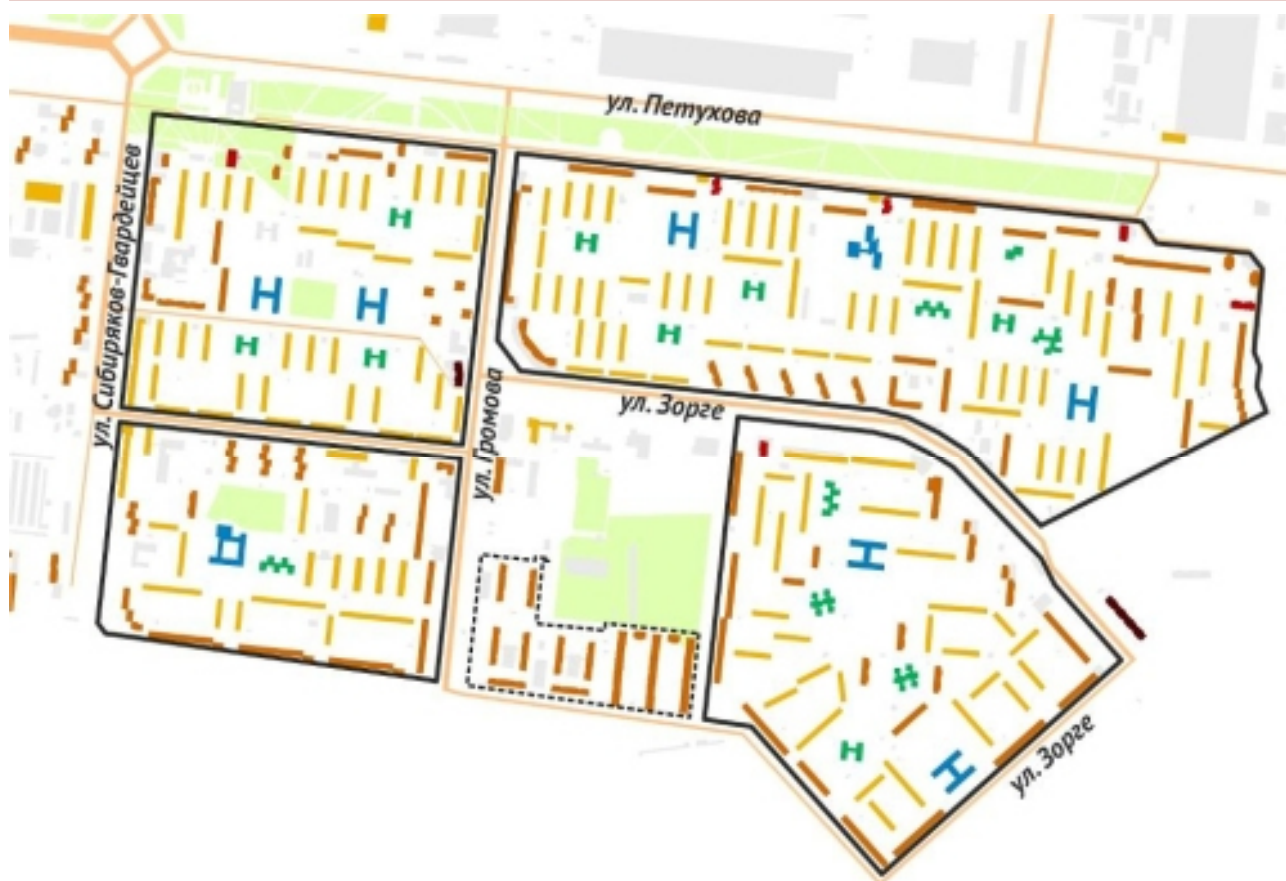 ул. Петухова
ул. Сибиряков-Гвардейцев
ул. Громова
ул. Зорге
ул. Зорге